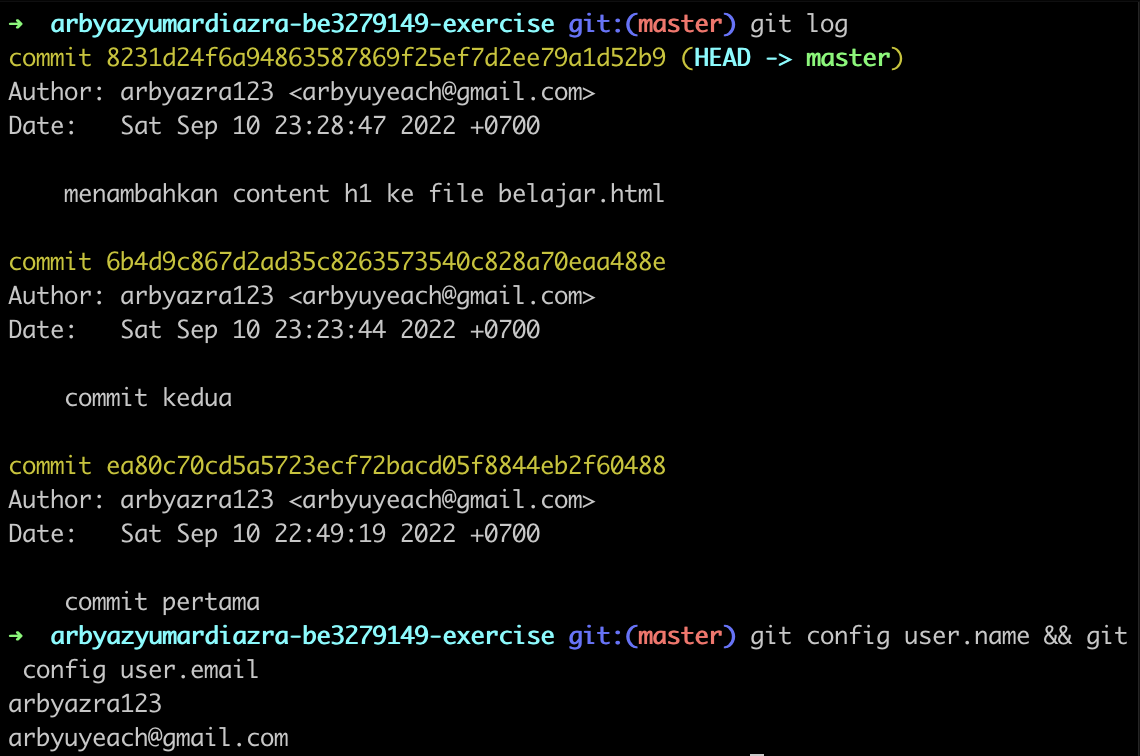 ➜  arbyazyumardiazra-be3279149-exercise git:(master) git log
commit 8231d24f6a94863587869f25ef7d2ee79a1d52b9 (HEAD -> master)
Author: arbyazra123 <arbyuyeach@gmail.com>
Date:   Sat Sep 10 23:28:47 2022 +0700
menambahkan content h1 ke file belajar.html
commit 6b4d9c867d2ad35c8263573540c828a70eaa488e
Author: arbyazra123 <arbyuyeach@gmail.com>
Date:   Sat Sep 10 23:23:44 2022 +0700
commit kedua
commit ea80c70cd5a5723ecf72bacd05f8844eb2f60488
Author: arbyazra123 <arbyuyeach@gmail.com>
Date:   Sat Sep 10 22:49:19 2022 +0700
commit pertama
➜  arbyazyumardiazra-be3279149-exercise git:(master) git config user.name && git
config user.email
arbyazra123
arbyuyeach@gmail.com